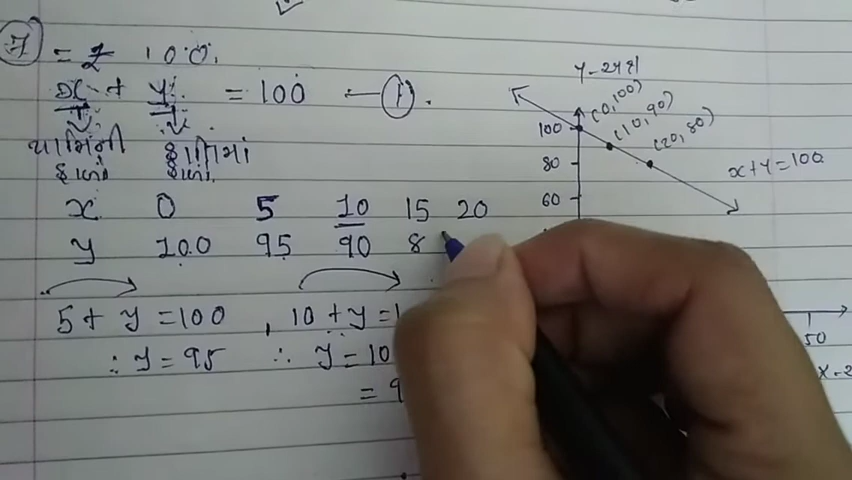 7 = ₹ 100.
x + y = 100 — 1.
યામિની ફાતિમા
ફાળો ફાળો
x 0 5 10 15 20
y 100 95 90 8
5 + y = 100 , 10 + y = 1
∴ y = 95 ∴ y = 10
= 9
y-અક્ષ
(0,100)
(10,90)
(20,80)
x+y=100
100
80
60
50